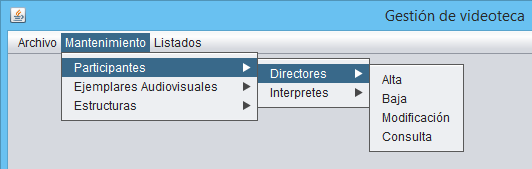 Gestión de videoteca
Archivo Mantenimiento Listados
Participantes
Ejemplares Audiovisuales
Estructuras
Directores
Interpretes
Alta
Baja
Modificación
Consulta